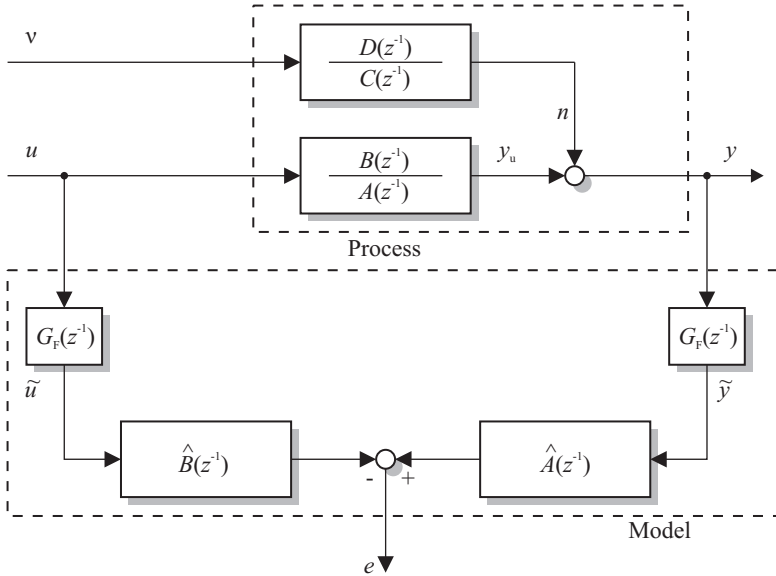 ν
D(z⁻¹)
C(z⁻¹)
n
u
B(z⁻¹)
A(z⁻¹)
yᵤ
y
Process
G_F(z⁻¹)
G_F(z⁻¹)
ũ
ỹ
B̂(z⁻¹)
Â(z⁻¹)
- +
Model
e